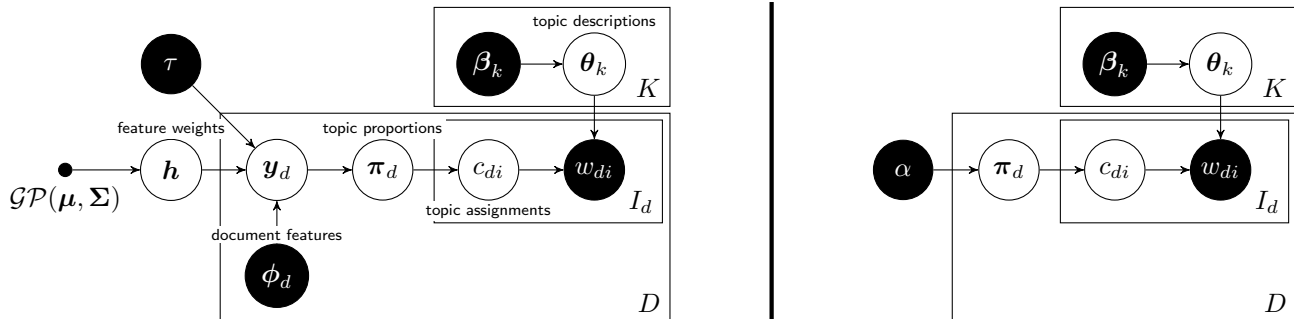 topic descriptions
τ
β_k
θ_k
K
feature weights
topic proportions
h
y_d
π_d
c_di
w_di
GP(μ, Σ)
I_d
topic assignments
document features
ϕ_d
D
β_k
θ_k
K
α
π_d
c_di
w_di
I_d
D